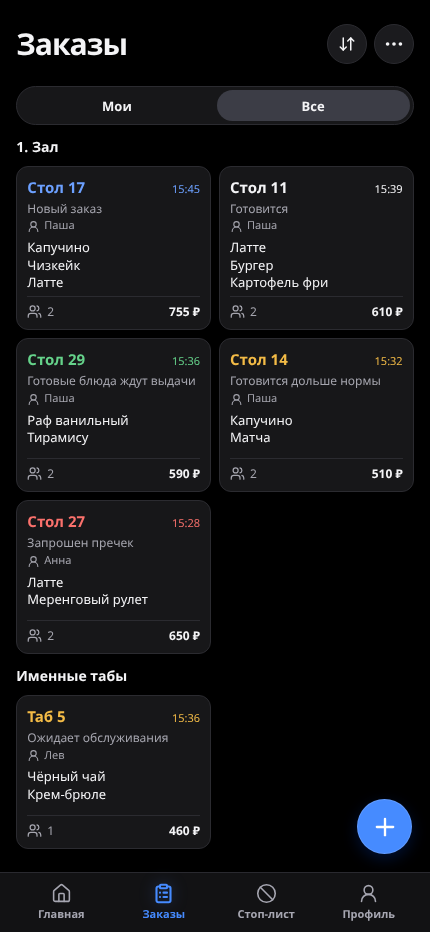 Заказы
Мои
Все
1. Зал
Стол 17
15:45
Новый заказ
Паша
Капучино
Чизкейк
Латте
2
755 ₽
Стол 11
15:39
Готовится
Паша
Латте
Бургер
Картофель фри
2
610 ₽
Стол 29
15:36
Готовые блюда ждут выдачи
Паша
Раф ванильный
Тирамису
2
590 ₽
Стол 14
15:32
Готовится дольше нормы
Паша
Капучино
Матча
2
510 ₽
Стол 27
15:28
Запрошен пречек
Анна
Латте
Меренговый рулет
2
650 ₽
Именные табы
Таб 5
15:36
Ожидает обслуживания
Лев
Чёрный чай
Крем-брюле
1
460 ₽
Главная
Заказы
Стоп-лист
Профиль